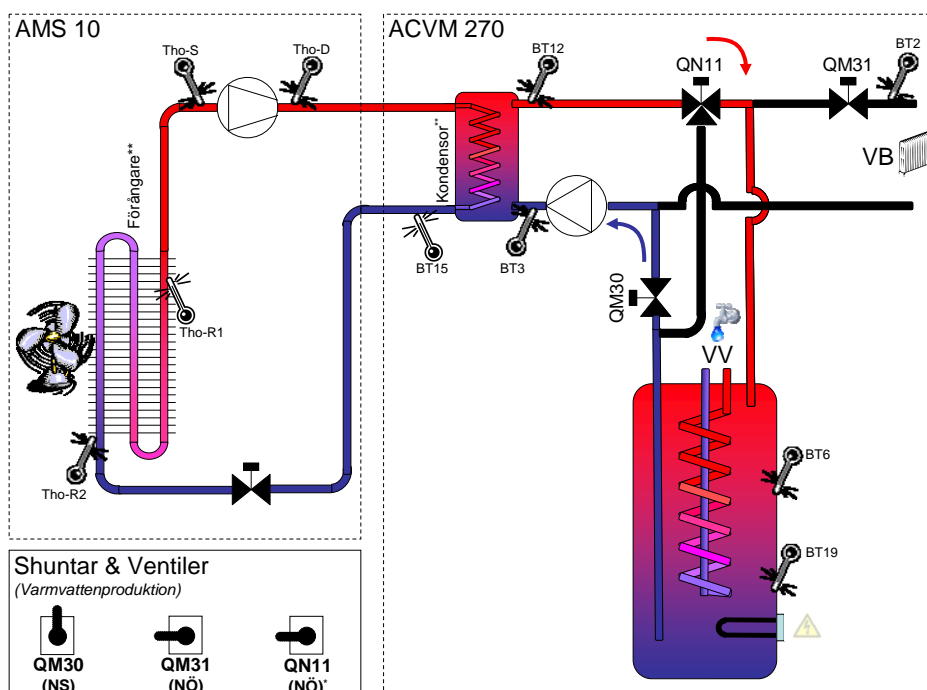 AMS 10
ACVM 270
Tho-S
Tho-D
BT12
QN11
QM31
BT2
Förångare**
Kondensor**
VB
BT15
BT3
QM30
Tho-R1
VV
Tho-R2
BT6
BT19
Shuntar & Ventiler
(Varmvattenproduktion)
QM30
(NS)
QM31
(NÖ)
QN11
(NÖ)*